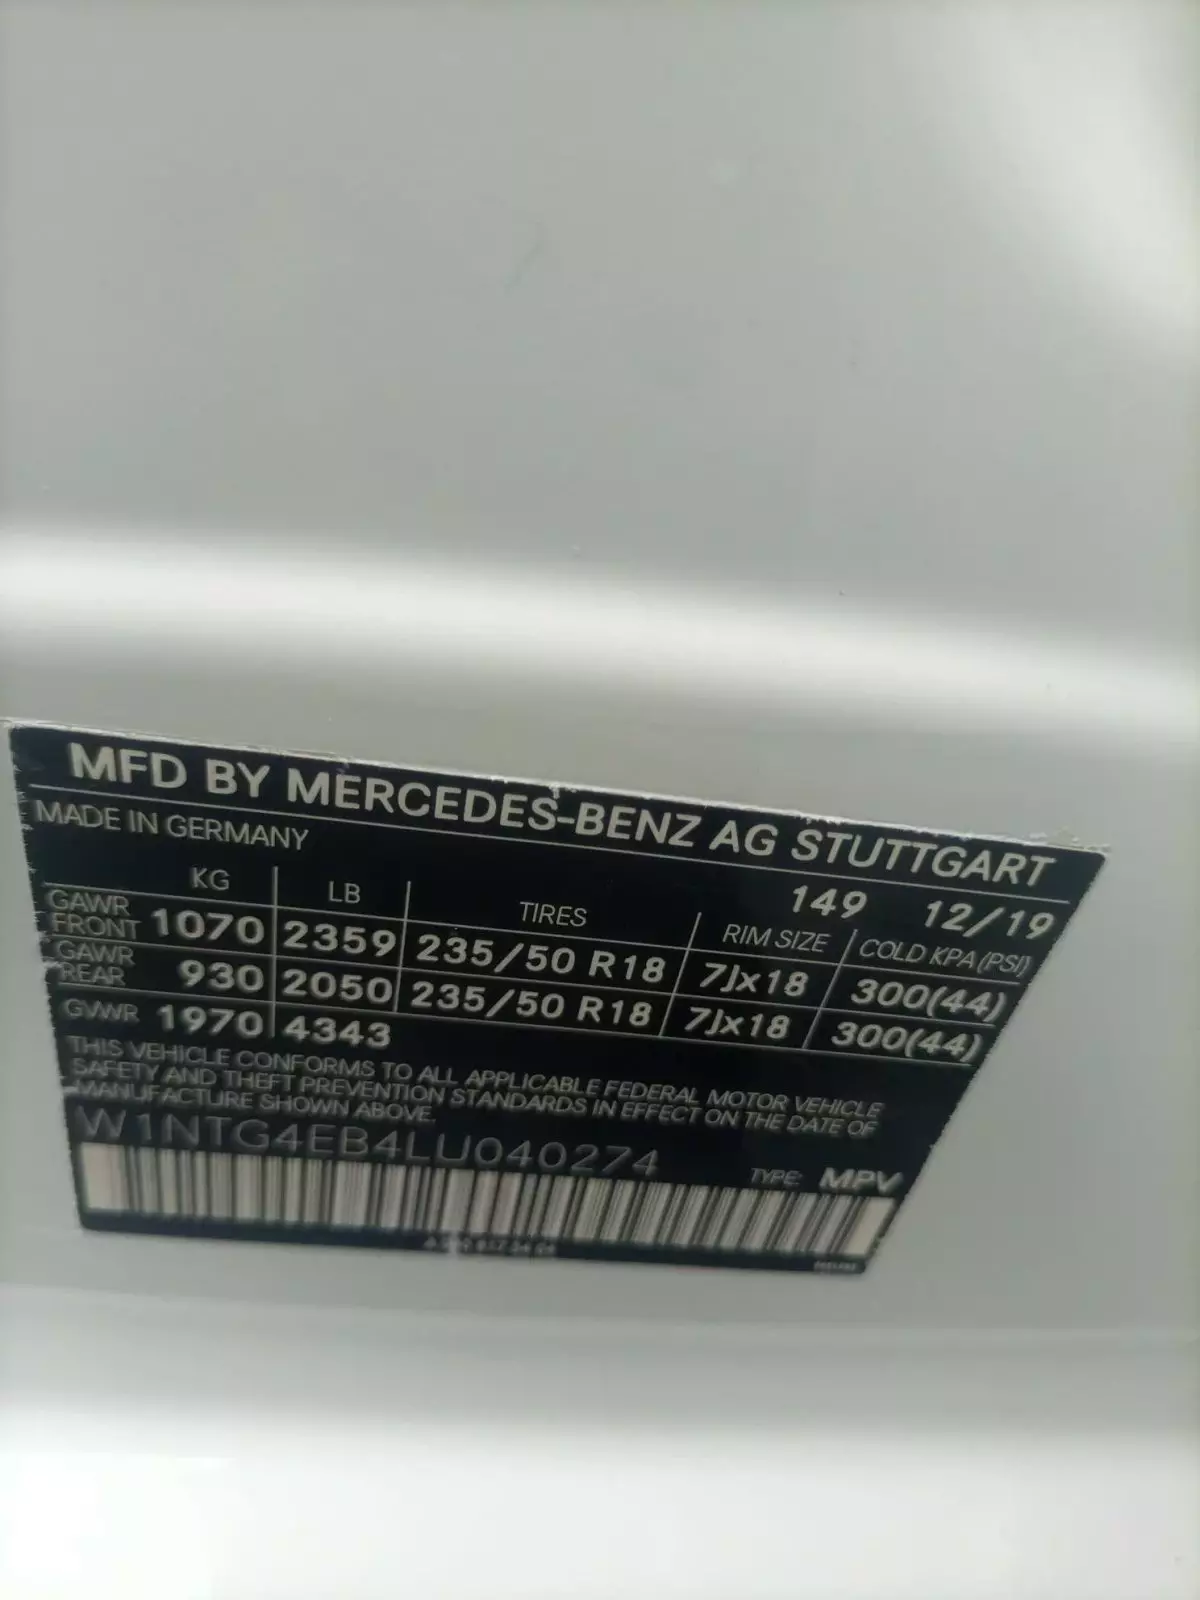 MFD BY MERCEDES-BENZ AG STUTTGART
MADE IN GERMANY 149 12/19
KG LB TIRES RIM SIZE COLD KPA (PSI)
GAWR FRONT 1070 2359 235/50 R18 7Jx18 300(44)
GAWR REAR 930 2050 235/50 R18 7Jx18 300(44)
GVWR 1970 4343
THIS VEHICLE CONFORMS TO ALL APPLICABLE FEDERAL MOTOR VEHICLE
SAFETY AND THEFT PREVENTION STANDARDS IN EFFECT ON THE DATE OF
MANUFACTURE SHOWN ABOVE.
W1NTG4EB4LU040274 TYPE: MPV